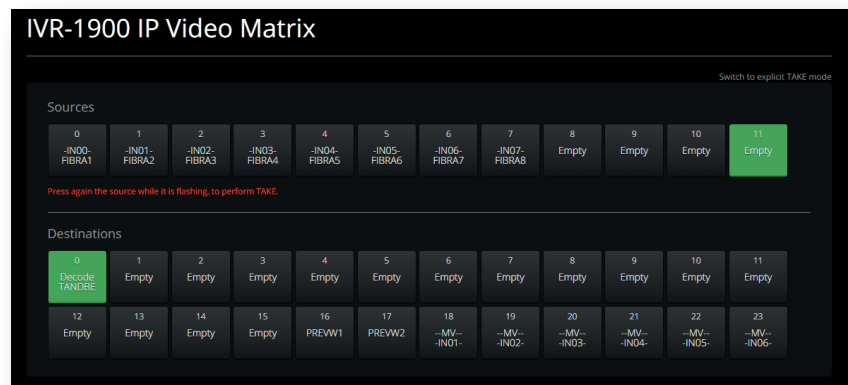 IVR-1900 IP Video Matrix
Switch to explicit TAKE mode
Sources
0 1 2 3 4 5 6 7 8 9 10 11
-IN00- -IN01- -IN02- -IN03- -IN04- -IN05- -IN06- -IN07- Empty Empty Empty Empty
FIBRA1 FIBRA2 FIBRA3 FIBRA4 FIBRA5 FIBRA6 FIBRA7 FIBRA8
Press again the source while it is flashing, to perform TAKE.
Destinations
0 1 2 3 4 5 6 7 8 9 10 11
Decode Empty Empty Empty Empty Empty Empty Empty Empty Empty Empty Empty
TANDBE
12 13 14 15 16 17 18 19 20 21 22 23
Empty Empty Empty Empty PREVW1 PREVW2 --MV-- --MV-- --MV-- --MV-- --MV-- --MV--
-IN01- -IN02- -IN03- -IN04- -IN05- -IN06-